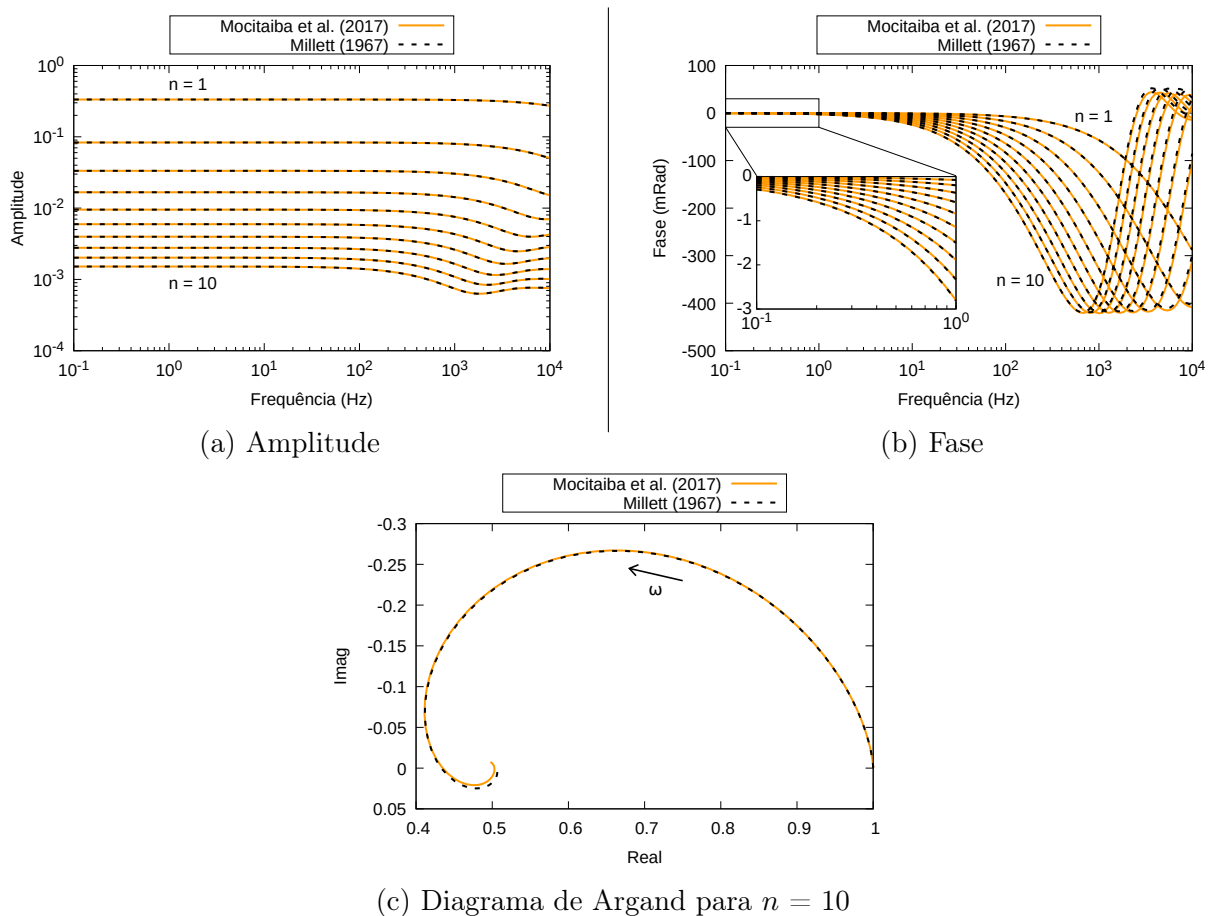 Mocitaiba et al. (2017)
Millett (1967)
10^0
10^-1
10^-2
10^-3
10^-4
Amplitude
n = 1
n = 10
10^-1
10^0
10^1
10^2
10^3
10^4
Frequência (Hz)
(a) Amplitude
Mocitaiba et al. (2017)
Millett (1967)
100
0
-100
-200
-300
-400
-500
Fase (mRad)
n = 1
n = 10
0
-1
-2
-3
10^-1
10^0
10^-1
10^0
10^1
10^2
10^3
10^4
Frequência (Hz)
(b) Fase
Mocitaiba et al. (2017)
Millett (1967)
-0.3
-0.25
-0.2
-0.15
-0.1
-0.05
0
0.05
Imag
ω
0.4
0.5
0.6
0.7
0.8
0.9
1
Real
(c) Diagrama de Argand para n = 10